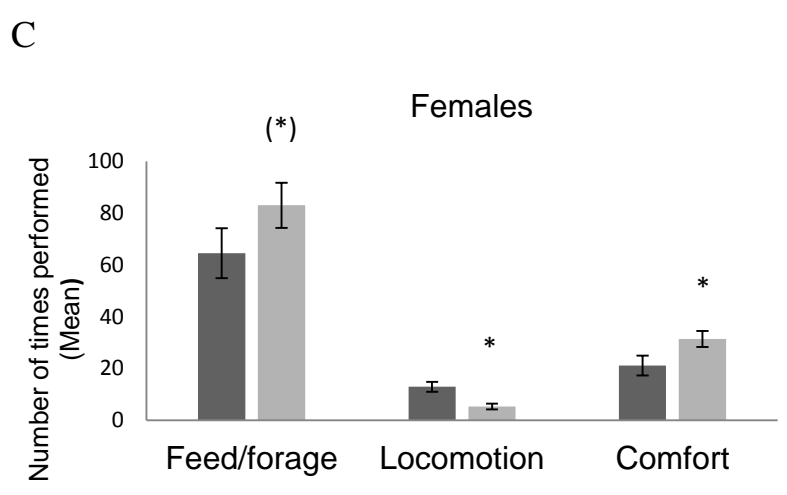 C
Females
(*)
100
80
60
40
20
0
*
*
Number of times performed
(Mean)
Feed/forage
Locomotion
Comfort